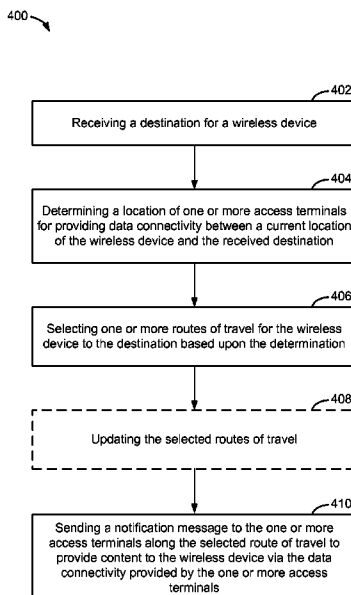 400
402
Receiving a destination for a wireless device
404
Determining a location of one or more access terminals
for providing data connectivity between a current location
of the wireless device and the received destination
406
Selecting one or more routes of travel for the wireless
device to the destination based upon the determination
408
Updating the selected routes of travel
410
Sending a notification message to the one or more
access terminals along the selected route of travel to
provide content to the wireless device via the data
connectivity provided by the one or more access
terminals